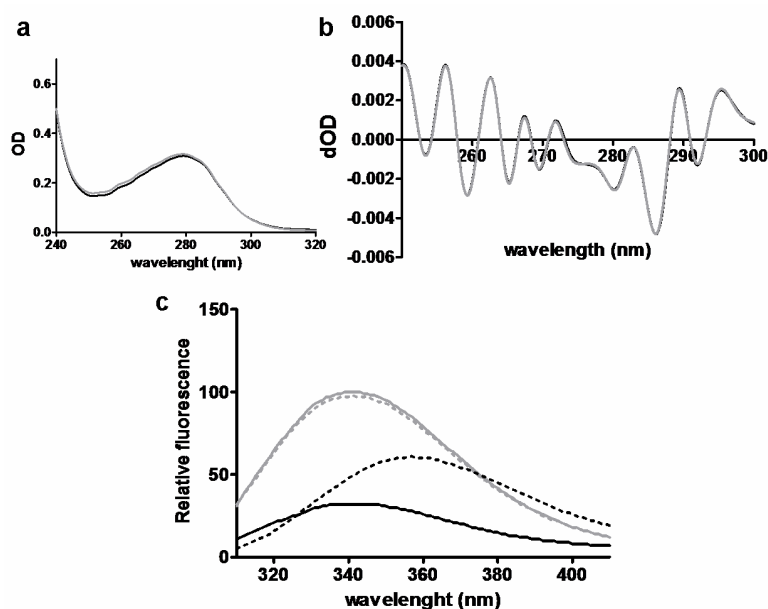 a
OD
0.6
0.4
0.2
0.0
240 260 280 300 320
wavelenght (nm)
b
dOD
0.006
0.004
0.002
0.000
-0.002
-0.004
-0.006
260 270 280 290 300
wavelength (nm)
c
Relative fluorescence
150
100
50
0
320 340 360 380 400
wavelenght (nm)